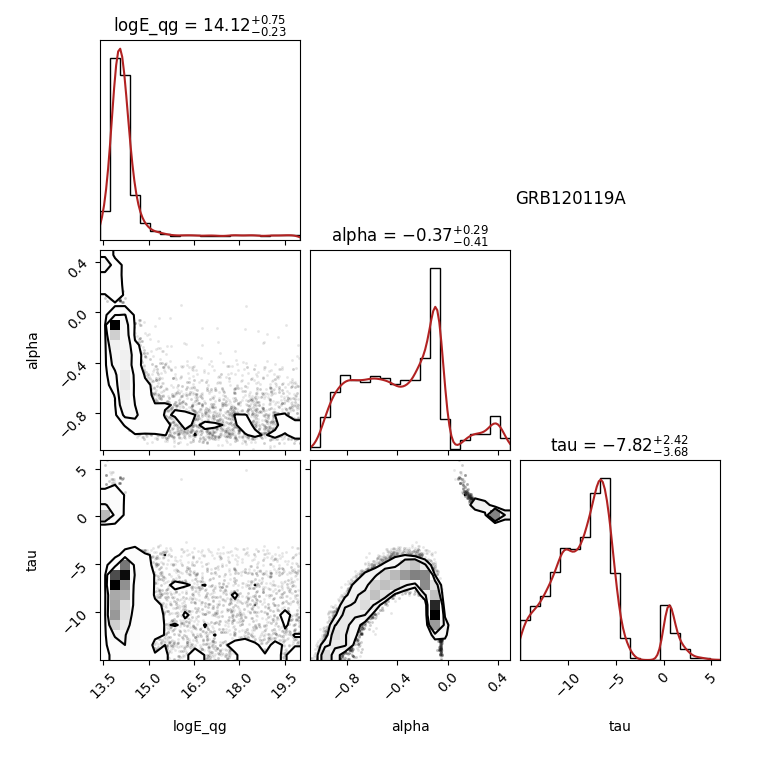 logE_qg = 14.12+0.75−0.23
GRB120119A
alpha = −0.37+0.29−0.41
0.4
0.0
−0.4
−0.8
alpha
tau = −7.82+2.42−3.68
5
0
−5
−10
tau
13.5 15.0 16.5 18.0 19.5 −0.8 −0.4 0.0 0.4 −10 −5 0 5
logE_qg alpha tau